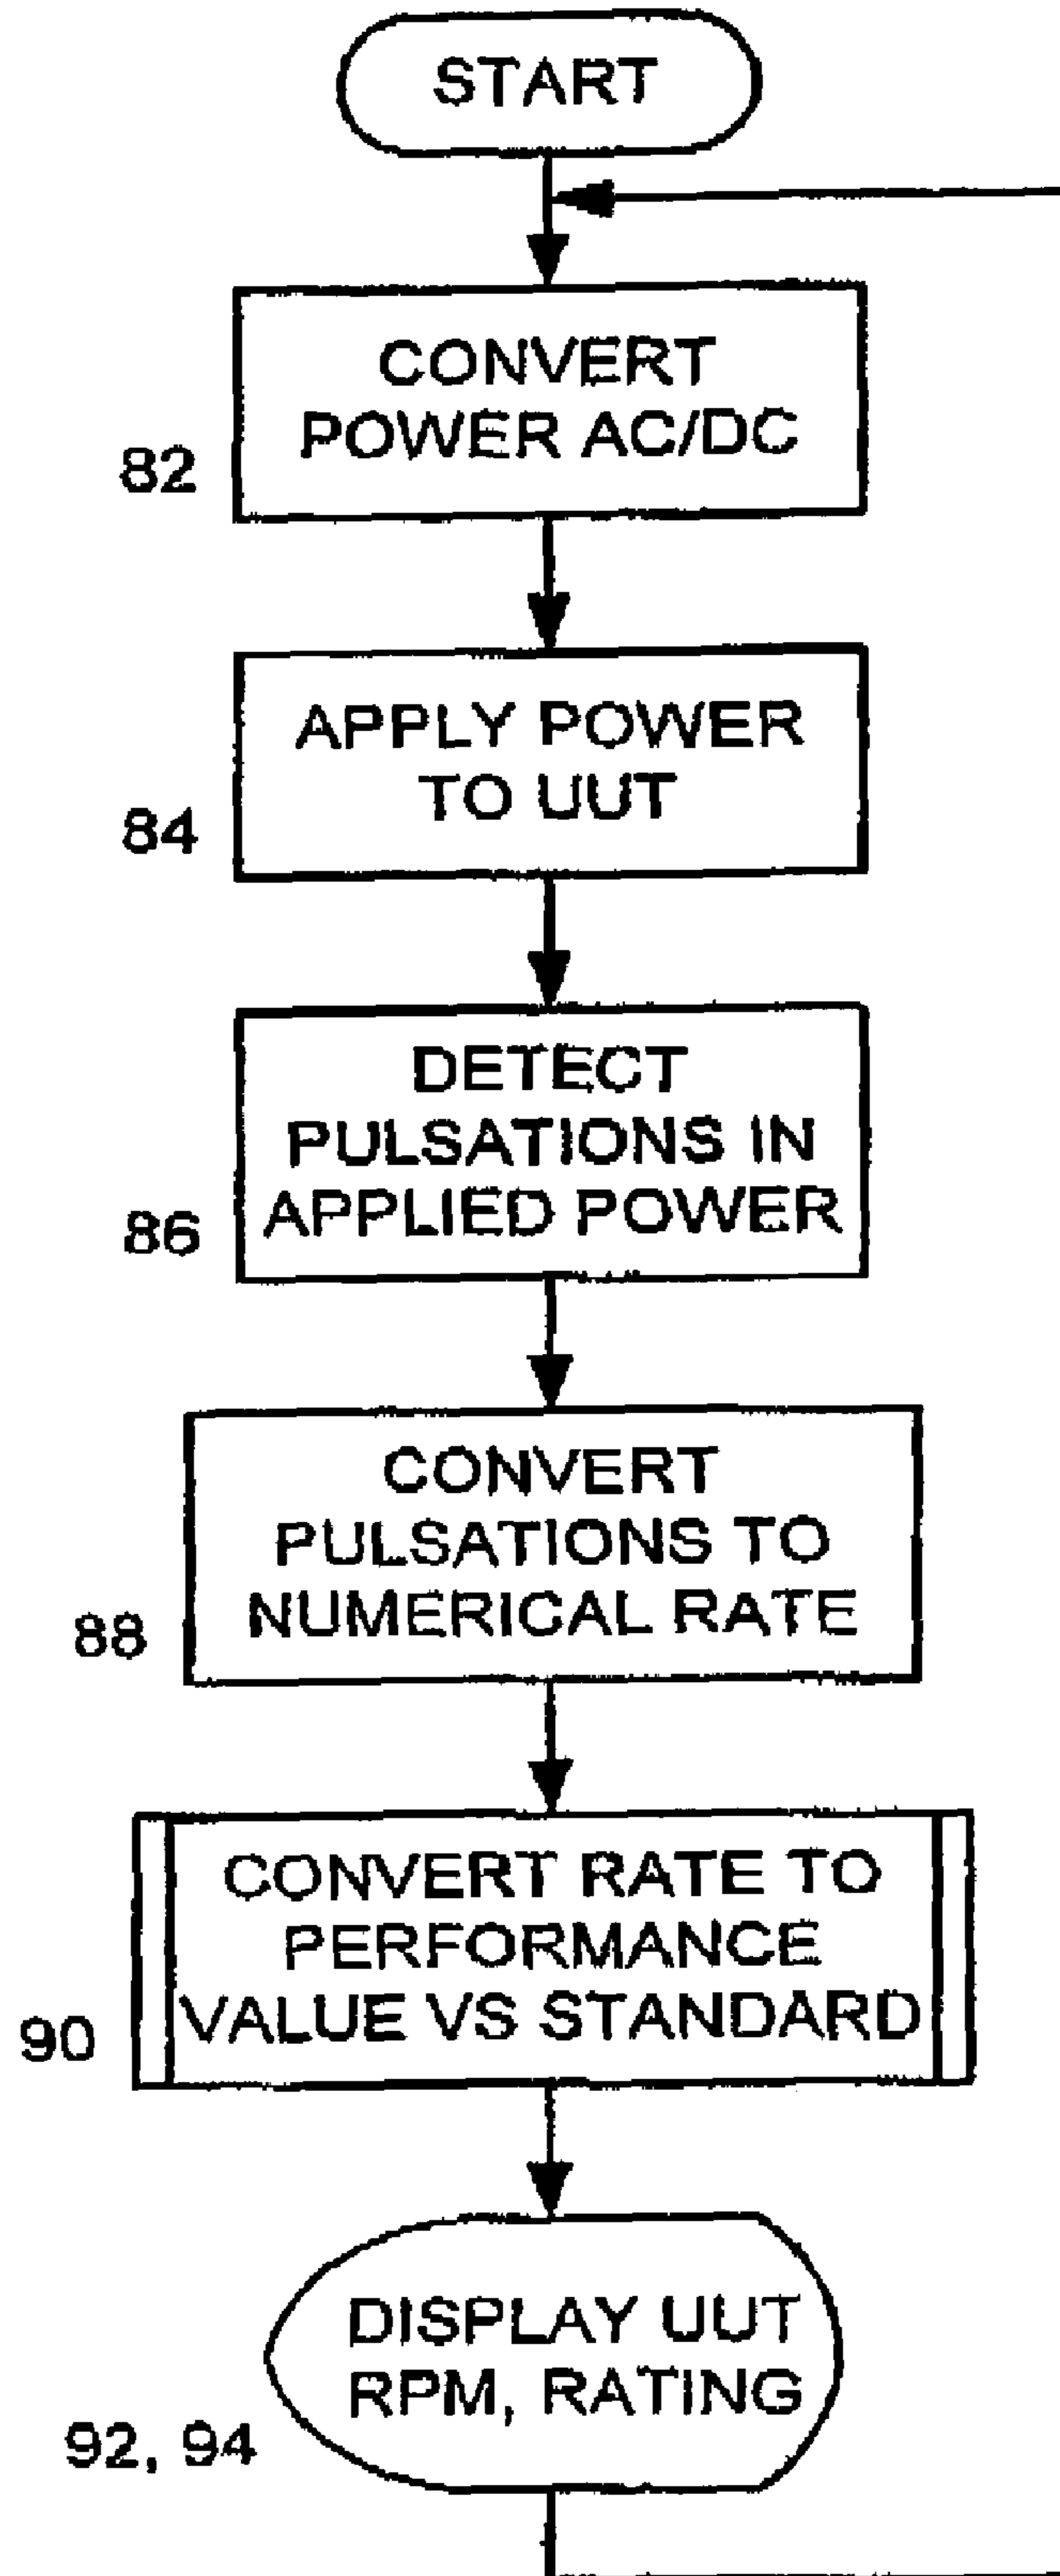 START
CONVERT
POWER AC/DC
82
APPLY POWER
TO UUT
84
DETECT
PULSATIONS IN
APPLIED POWER
86
CONVERT
PULSATIONS TO
NUMERICAL RATE
88
CONVERT RATE TO
PERFORMANCE
VALUE VS STANDARD
90
DISPLAY UUT
RPM, RATING
92, 94